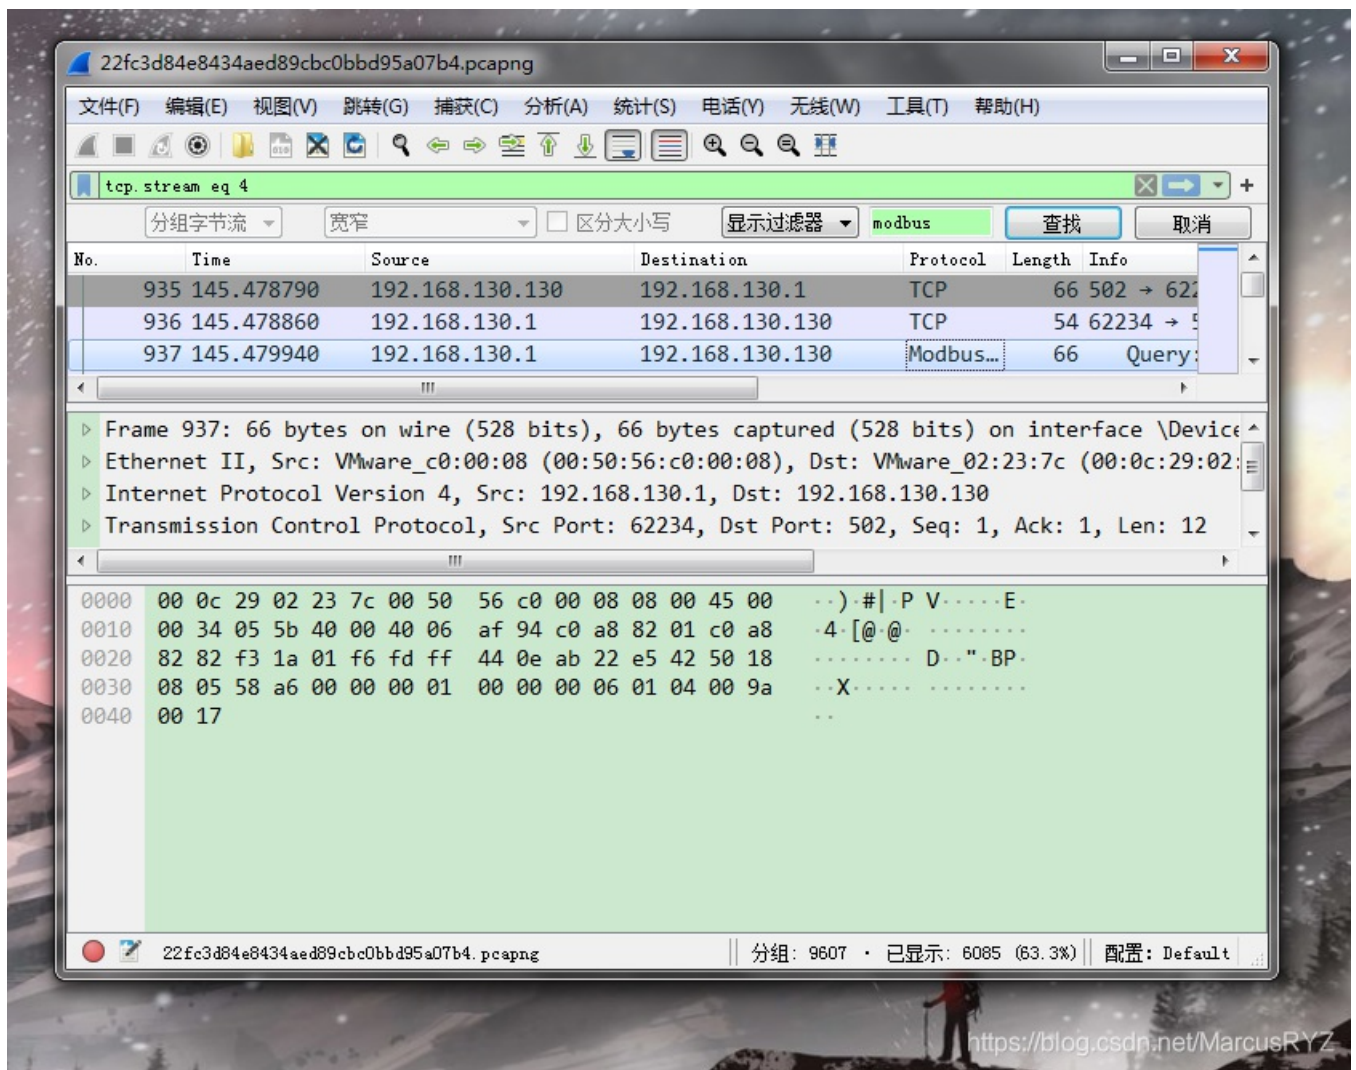 22fc3d84e8434aed89cbc0bbd95a07b4.pcapng
文件(F) 编辑(E) 视图(V) 跳转(G) 捕获(C) 分析(A) 统计(S) 电话(Y) 无线(W) 工具(T) 帮助(H)
tcp.stream eq 4
分组字节流 宽窄 区分大小写 显示过滤器 modbus 查找 取消
No. Time Source Destination Protocol Length Info
935 145.478790 192.168.130.130 192.168.130.1 TCP 66 502 → 622
936 145.478860 192.168.130.1 192.168.130.130 TCP 54 62234 → 5
937 145.479940 192.168.130.1 192.168.130.130 Modbus… 66 Query:
Frame 937: 66 bytes on wire (528 bits), 66 bytes captured (528 bits) on interface \Device
Ethernet II, Src: VMware_c0:00:08 (00:50:56:c0:00:08), Dst: VMware_02:23:7c (00:0c:29:02:
Internet Protocol Version 4, Src: 192.168.130.1, Dst: 192.168.130.130
Transmission Control Protocol, Src Port: 62234, Dst Port: 502, Seq: 1, Ack: 1, Len: 12
0000 00 0c 29 02 23 7c 00 50 56 c0 00 08 08 00 45 00 ··)·#|·P V·····E·
0010 00 34 05 5b 40 00 40 06 af 94 c0 a8 82 01 c0 a8 ·4·[@·@· ········
0020 82 82 f3 1a 01 f6 fd ff 44 0e ab 22 e5 42 50 18 ········ D··"·BP·
0030 08 05 58 a6 00 00 00 01 00 00 00 06 01 04 00 9a ··X····· ········
0040 00 17 ··
22fc3d84e8434aed89cbc0bbd95a07b4.pcapng 分组: 9607 · 已显示: 6085 (63.3%) 配置: Default
https://blog.csdn.net/MarcusRYZ